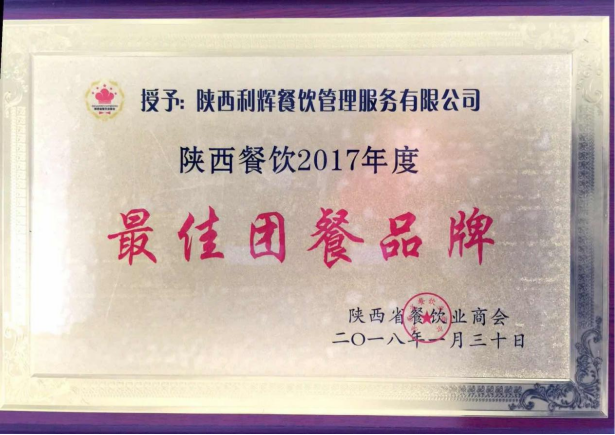 授予：陕西利辉餐饮管理服务有限公司
陕西餐饮2017年度
最佳团餐品牌
陕西省餐饮业商会
二〇一八年一月三十日